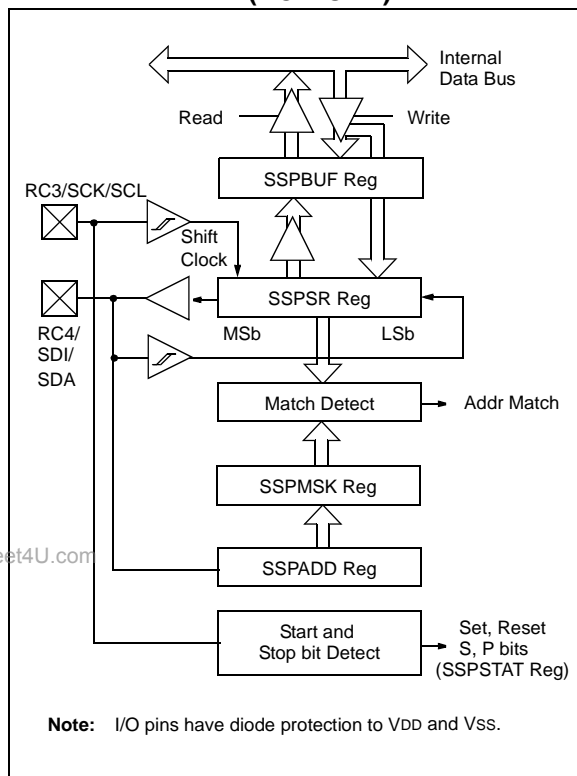 Internal
Data Bus
Read
Write
SSPBUF Reg
RC3/SCK/SCL
Shift
Clock
SSPSR Reg
MSb
LSb
RC4/
SDI/
SDA
Match Detect
Addr Match
SSPMSK Reg
et4U.com
SSPADD Reg
Start and
Stop bit Detect
Set, Reset
S, P bits
(SSPSTAT Reg)
Note: I/O pins have diode protection to VDD and VSS.